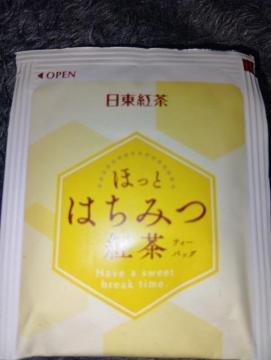 ◀OPEN
日東紅茶
ほっと
はちみつ
紅茶 ティー
バッグ
Have a sweet
break time.